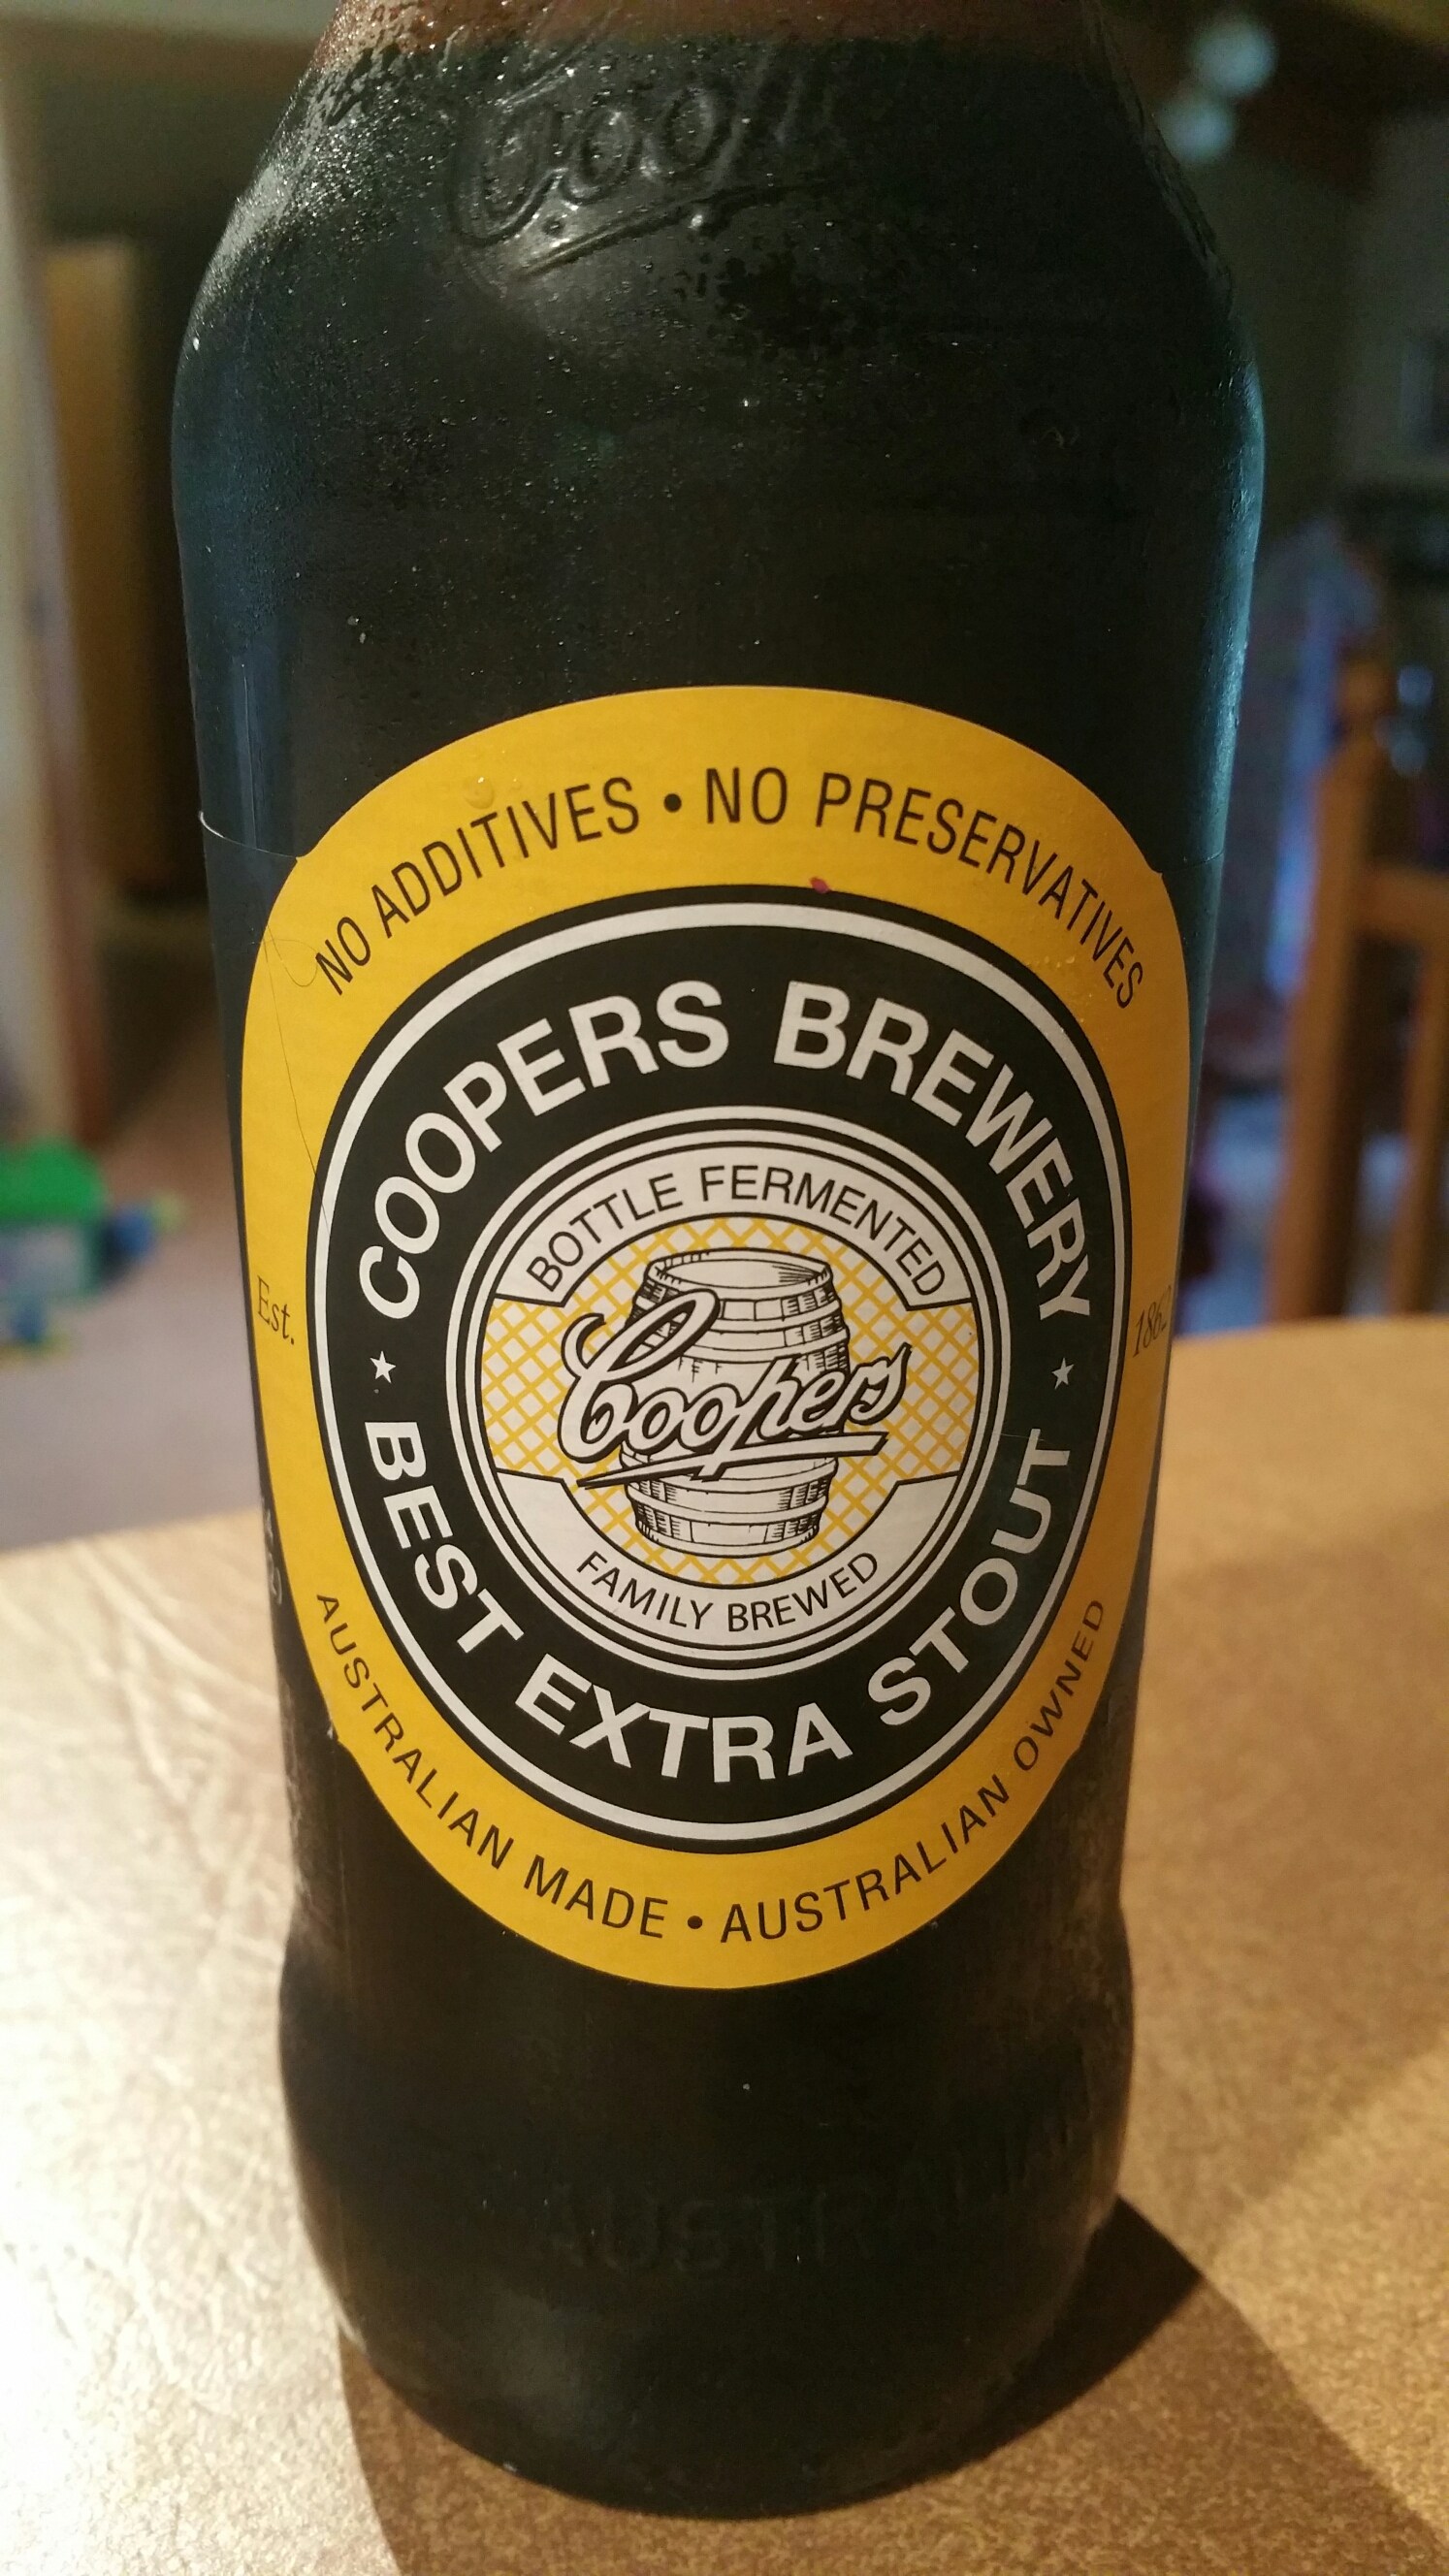 NO ADDITIVES • NO PRESERVATIVES
COOPERS BREWERY
BOTTLE FERMENTED
Coopers
FAMILY BREWED
Est.
1862
BEST EXTRA STOUT
AUSTRALIAN MADE • AUSTRALIAN OWNED